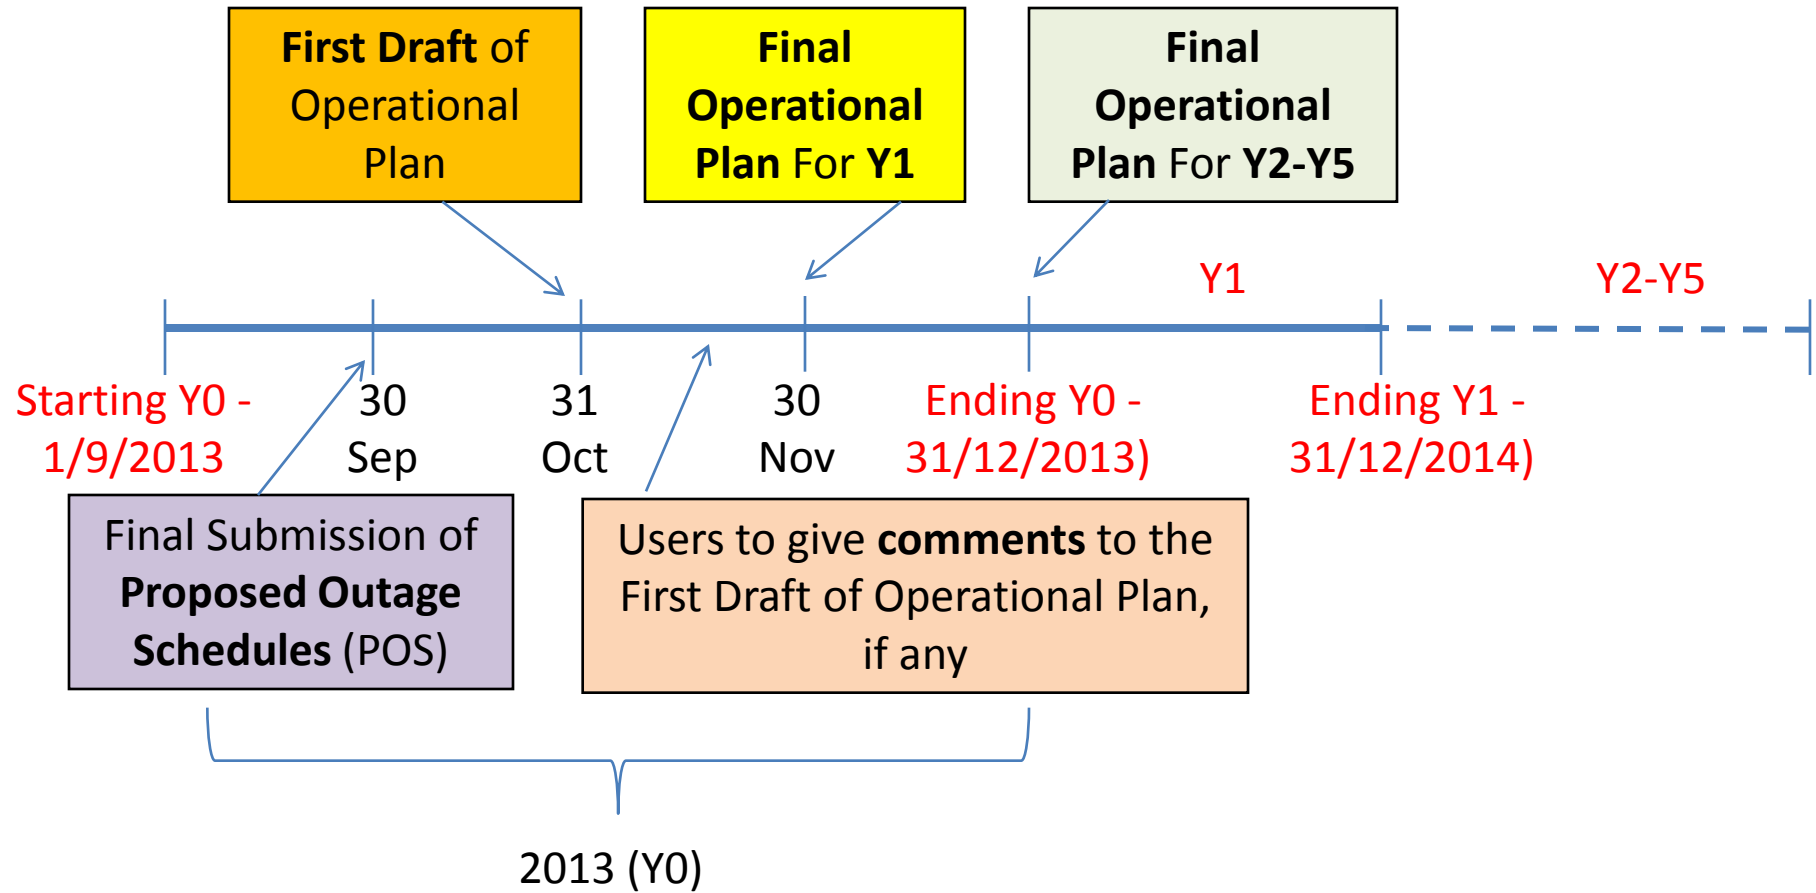 First Draft of
Operational
Plan
Final
Operational
Plan For Y1
Final
Operational
Plan For Y2-Y5
Y1
Y2-Y5
Starting Y0 -
1/9/2013
30
Sep
31
Oct
30
Nov
Ending Y0 -
31/12/2013)
Ending Y1 -
31/12/2014)
Final Submission of
Proposed Outage
Schedules (POS)
Users to give comments to the
First Draft of Operational Plan,
if any
2013 (Y0)